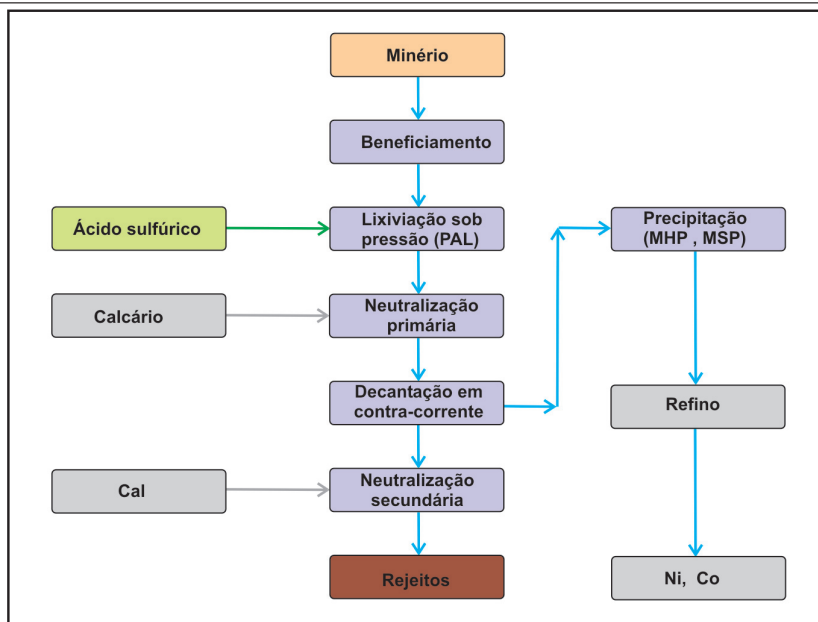 Minério
Beneficiamento
Ácido sulfúrico
Lixiviação sob
pressão (PAL)
Precipitação
(MHP , MSP)
Calcário
Neutralização
primária
Decantação em
contra-corrente
Refino
Cal
Neutralização
secundária
Rejeitos
Ni, Co